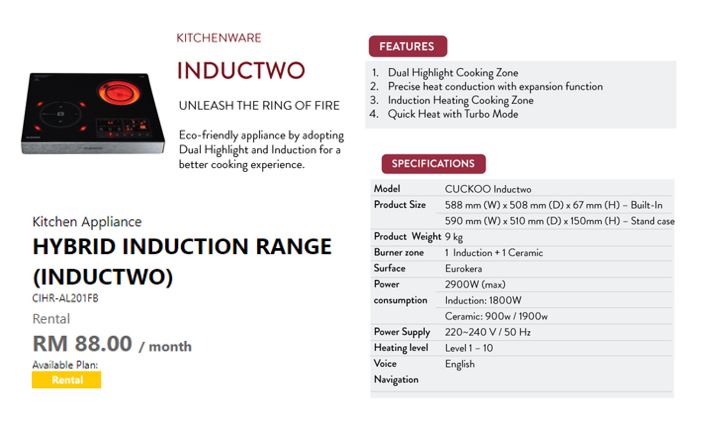 KITCHENWARE
INDUCTWO
UNLEASH THE RING OF FIRE
Eco-friendly appliance by adopting
Dual Highlight and Induction for a
better cooking experience.
Kitchen Appliance
HYBRID INDUCTION RANGE
(INDUCTWO)
CIHR-AL201FB
Rental
RM 88.00 / month
Available Plan:
Rental
FEATURES
1. Dual Highlight Cooking Zone
2. Precise heat conduction with expansion function
3. Induction Heating Cooking Zone
4. Quick Heat with Turbo Mode
SPECIFICATIONS
Model CUCKOO Inductwo
Product Size 588 mm (W) x 508 mm (D) x 67 mm (H) – Built-In
590 mm (W) x 510 mm (D) x 150mm (H) – Stand case
Product Weight 9 kg
Burner zone 1 Induction + 1 Ceramic
Surface Eurokera
Power 2900W (max)
consumption Induction: 1800W
Ceramic: 900w / 1900w
Power Supply 220~240 V / 50 Hz
Heating level Level 1 – 10
Voice English
Navigation